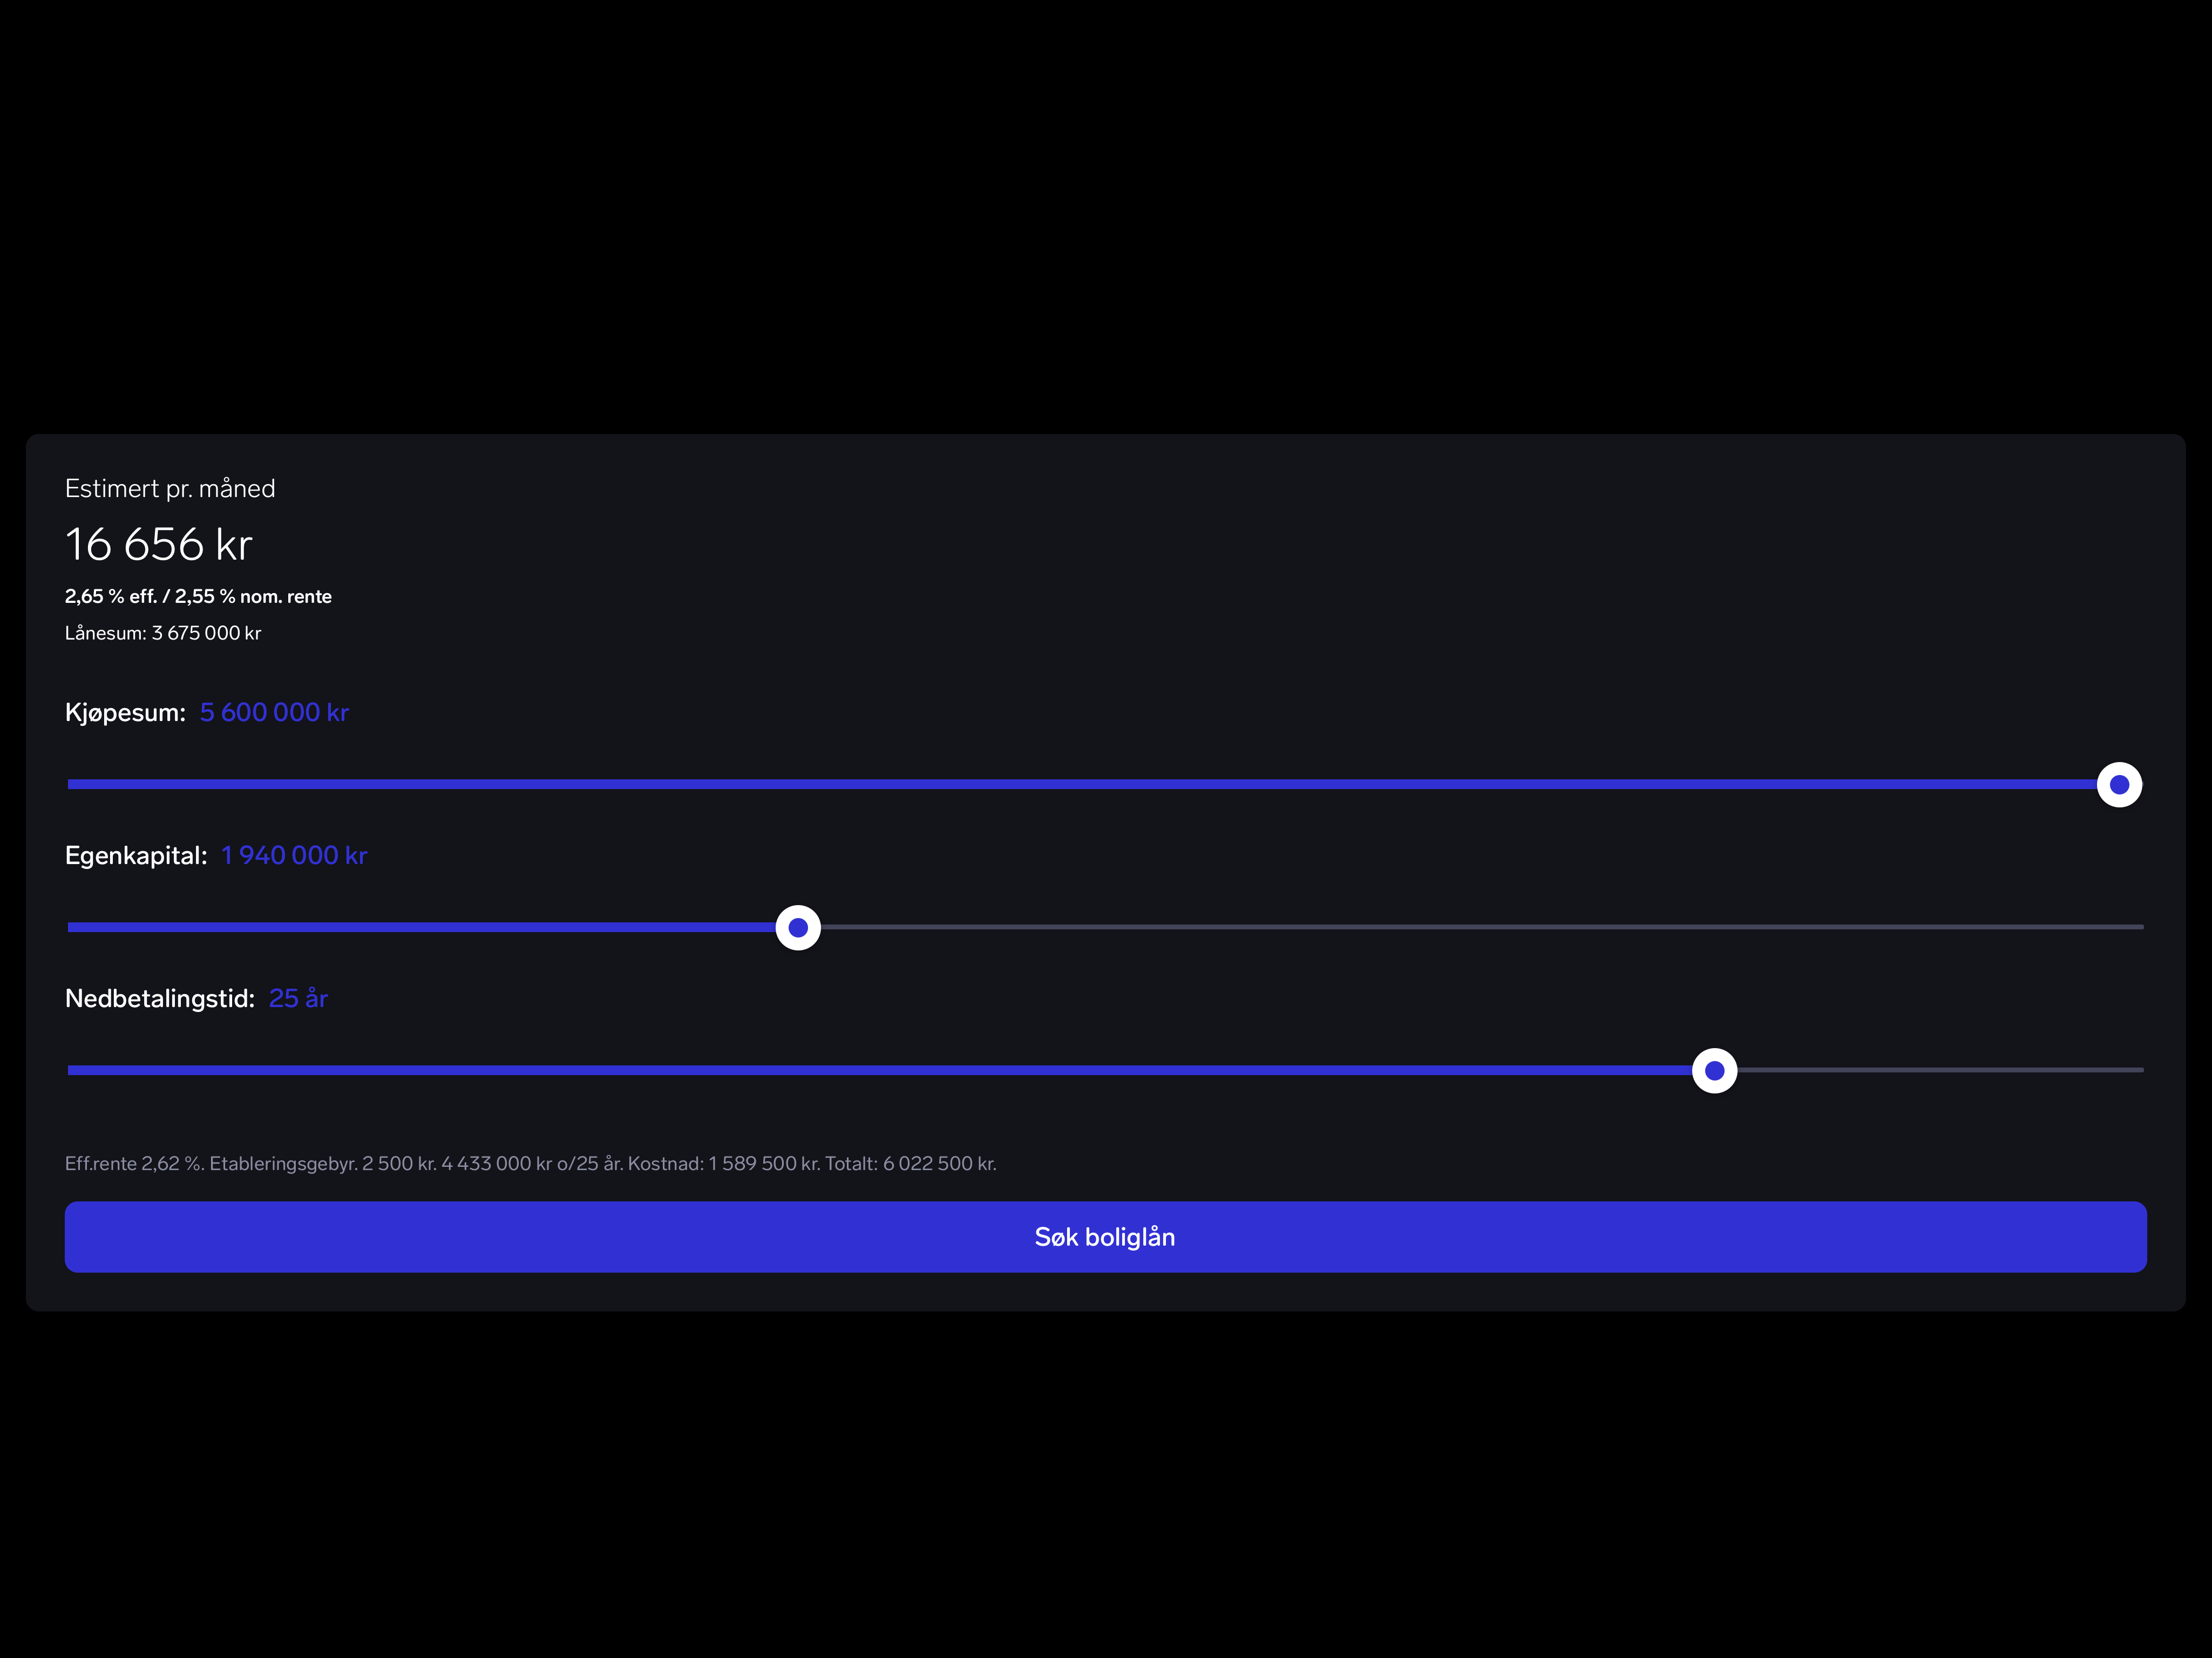 Estimert pr. måned
16 656 kr
2,65 % eff. / 2,55 % nom. rente
Lånesum: 3 675 000 kr
Kjøpesum: 5 600 000 kr
Egenkapital: 1 940 000 kr
Nedbetalingstid: 25 år
Eff.rente 2,62 %. Etableringsgebyr. 2 500 kr. 4 433 000 kr o/25 år. Kostnad: 1 589 500 kr. Totalt: 6 022 500 kr.
Søk boliglån